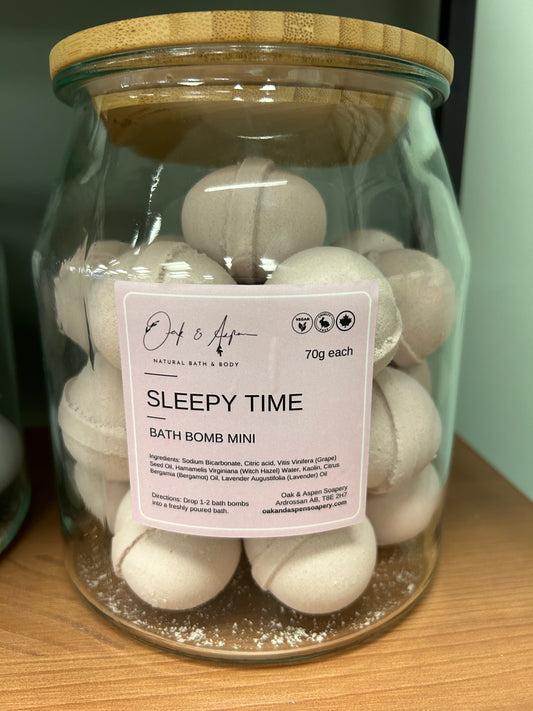 Oak & Aspen
NATURAL BATH & BODY
VEGAN
70g each
SLEEPY TIME
BATH BOMB MINI
Ingredients: Sodium Bicarbonate, Citric acid, Vitis Vinifera (Grape)
Seed Oil, Hamamelis Virginiana (Witch Hazel) Water, Kaolin, Citrus
Bergamia (Bergamot) Oil, Lavender Augustifolia (Lavender) Oil
Directions: Drop 1-2 bath bombs
into a freshly poured bath.
Oak & Aspen Soapery
Ardrossan AB, T8E 2H7
oakandaspensoapery.com